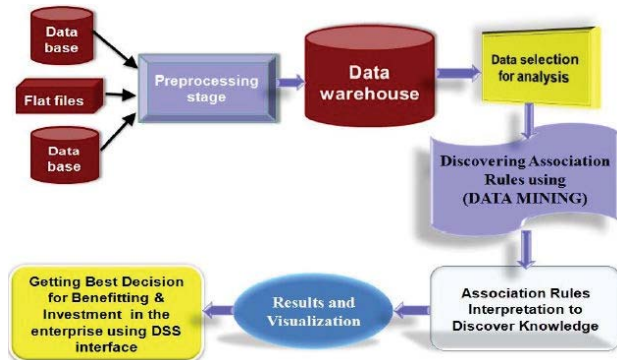 Data
base
Flat files
Data
base
Preprocessing
stage
Data
warehouse
Data selection
for analysis
Discovering Association
Rules using
(DATA MINING)
Association Rules
Interpretation to
Discover Knowledge
Results and
Visualization
Getting Best Decision
for Benefitting &
Investment in the
enterprise using DSS
interface